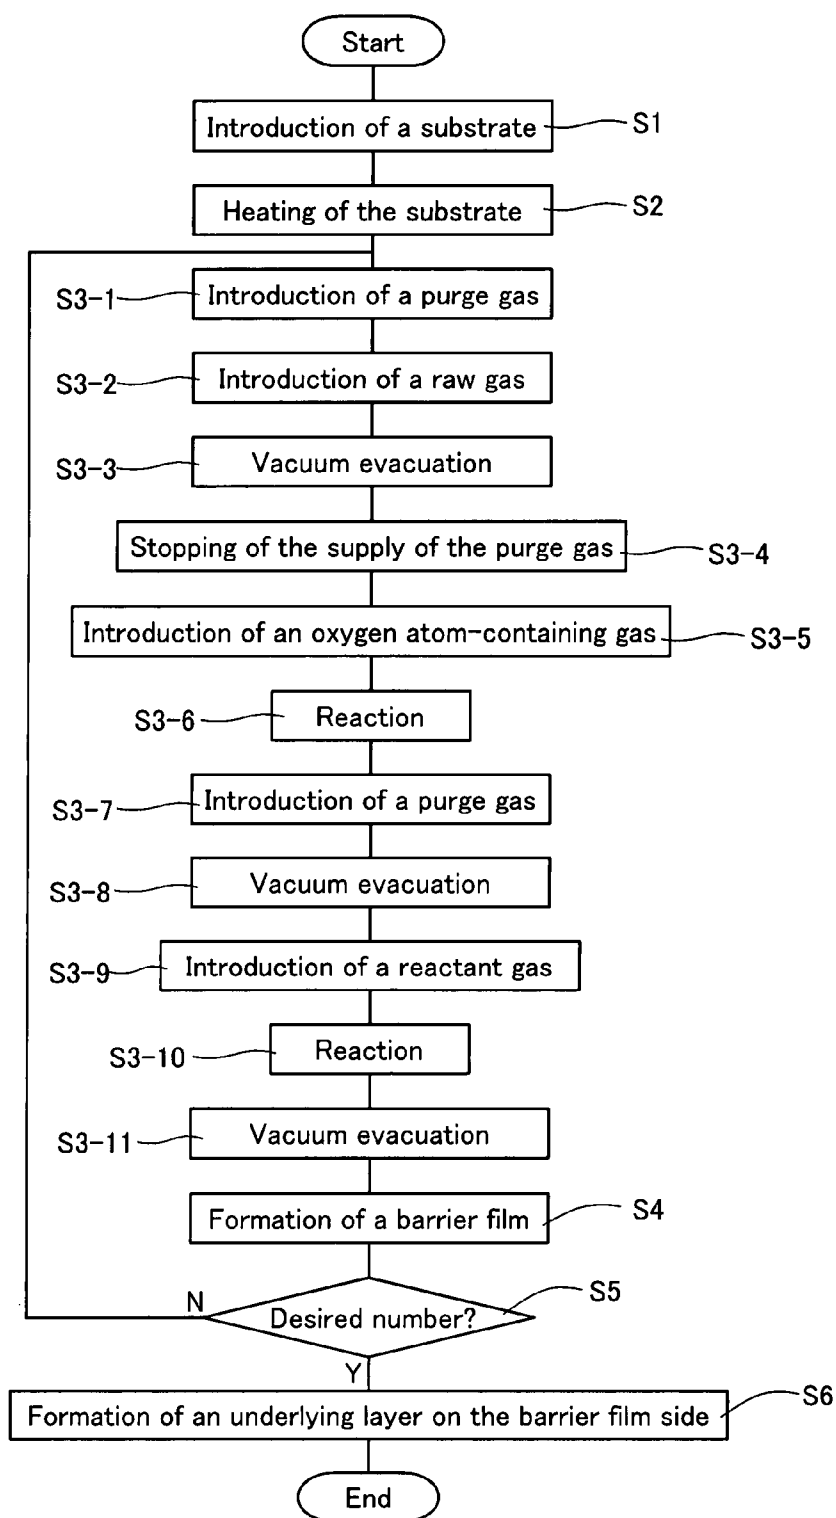 Start
Introduction of a substrate
S1
Heating of the substrate
S2
S3-1
Introduction of a purge gas
S3-2
Introduction of a raw gas
S3-3
Vacuum evacuation
Stopping of the supply of the purge gas
S3-4
Introduction of an oxygen atom-containing gas
S3-5
S3-6
Reaction
S3-7
Introduction of a purge gas
S3-8
Vacuum evacuation
S3-9
Introduction of a reactant gas
S3-10
Reaction
S3-11
Vacuum evacuation
Formation of a barrier film
S4
N
Desired number?
S5
Y
Formation of an underlying layer on the barrier film side
S6
End